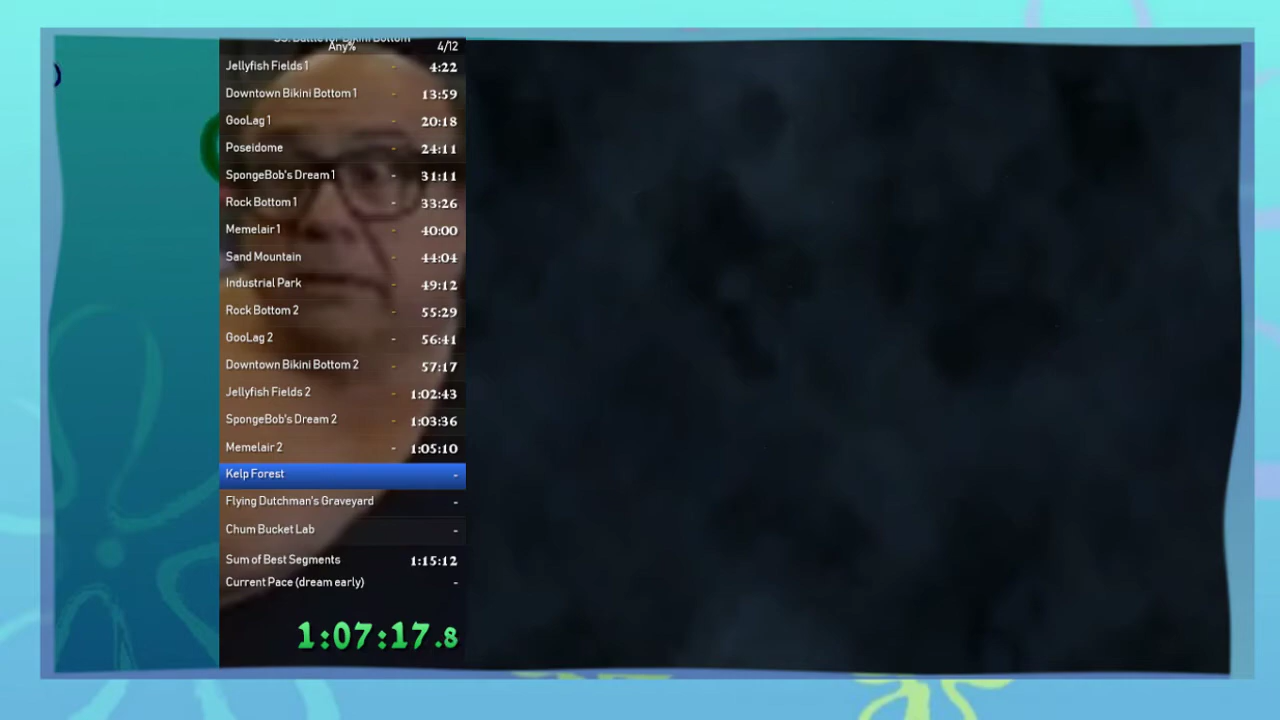 Any% 4/12
Jellyfish Fields 1 - 4:22
Downtown Bikini Bottom 1 - 13:59
GooLag 1 - 20:18
Poseidome - 24:11
SpongeBob's Dream 1 - 31:11
Rock Bottom 1 - 33:26
Memelair 1 - 40:00
Sand Mountain - 44:04
Industrial Park - 49:12
Rock Bottom 2 - 55:29
GooLag 2 - 56:41
Downtown Bikini Bottom 2 - 57:17
Jellyfish Fields 2 - 1:02:43
SpongeBob's Dream 2 - 1:03:36
Memelair 2 - 1:05:10
Kelp Forest -
Flying Dutchman's Graveyard -
Chum Bucket Lab -
Sum of Best Segments 1:15:12
Current Pace (dream early) -
1:07:17.8